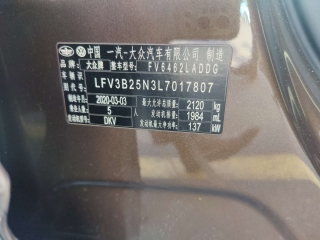 中国 一汽-大众汽车有限公司 制造
品牌: 大众牌 整车型号: FV6462LADDG
LFV3B25N3L7017807
制造年月: 2020-03-03 最大允许总质量: 2120 kg
乘坐人数: 5 发动机排量: 1984 mL
发动机型号: DKV 发动机最大净功率: 137 kW